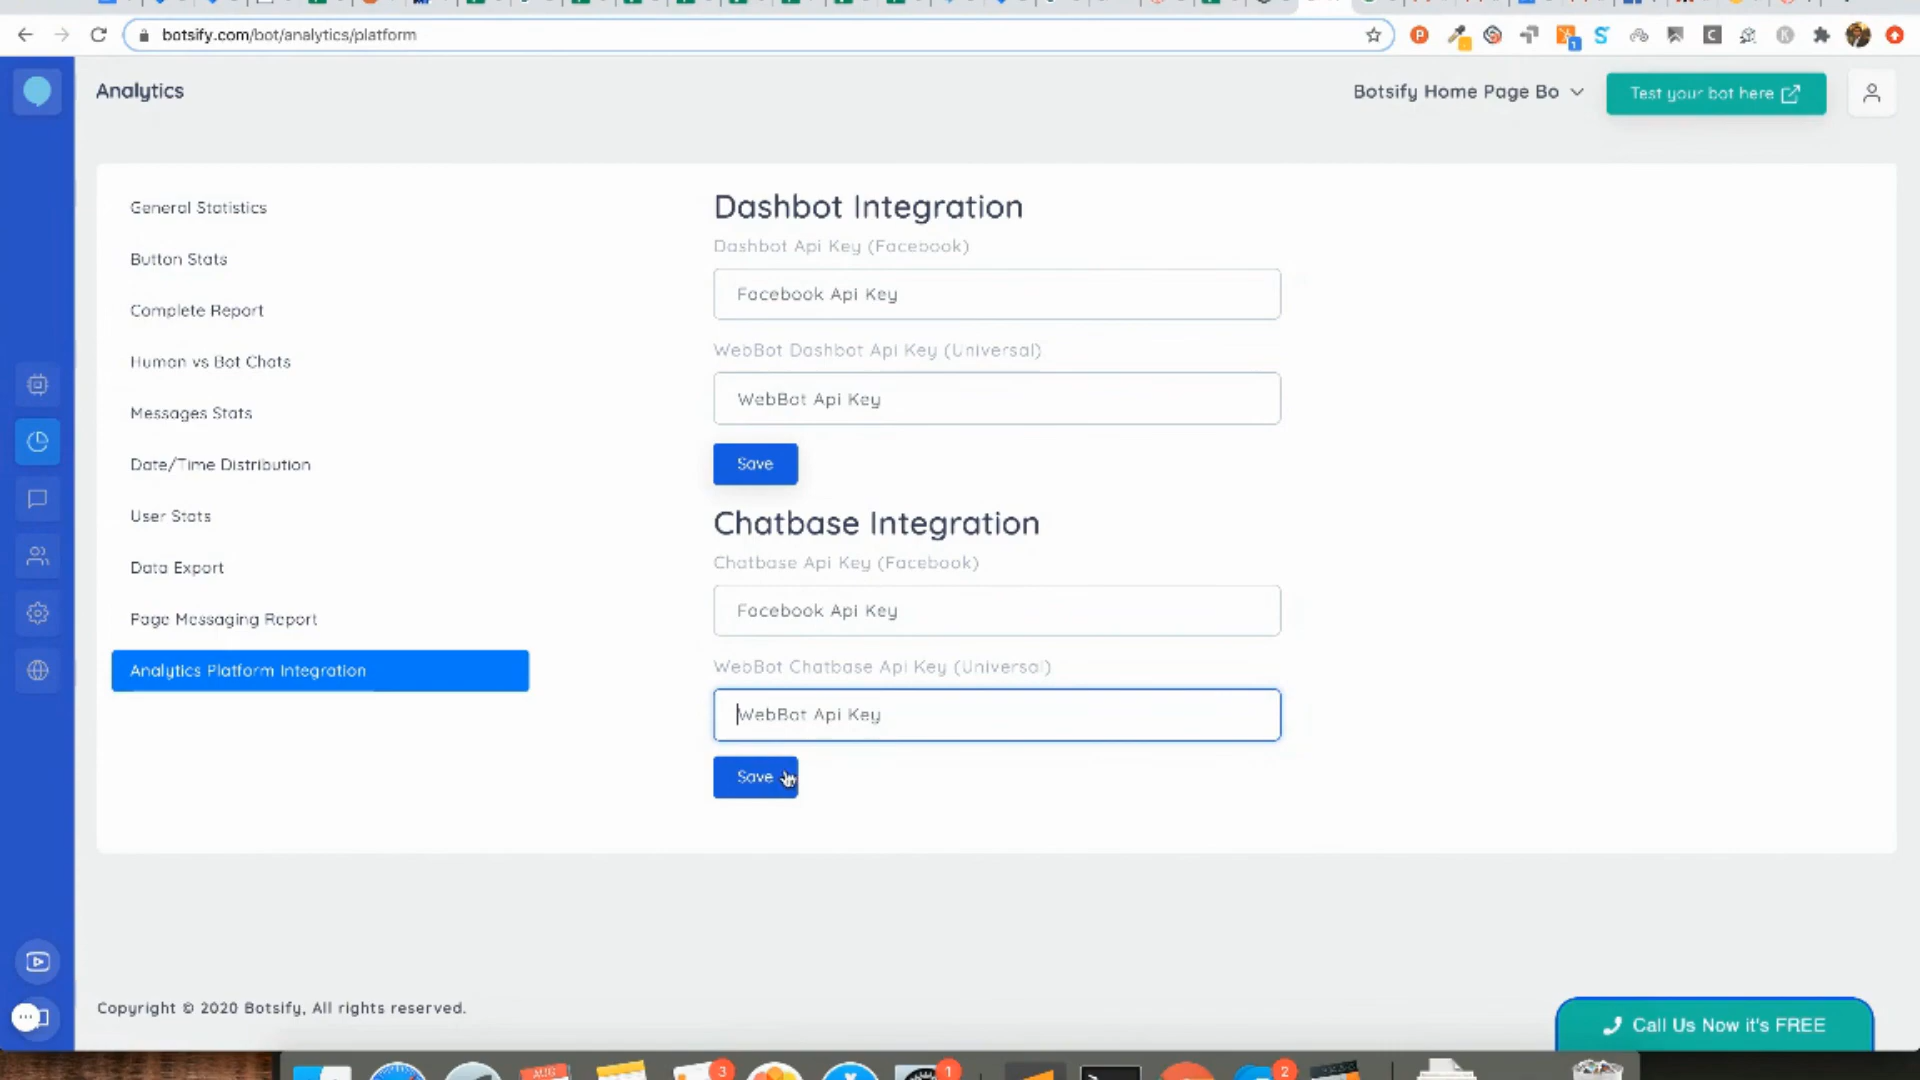 botsify.com/bot/analytics/platform
Analytics
Botsify Home Page Bo
Test your bot here
General Statistics
Button Stats
Complete Report
Human vs Bot Chats
Messages Stats
Date/Time Distribution
User Stats
Data Export
Page Messaging Report
Analytics Platform Integration
Dashbot Integration
Dashbot Api Key (Facebook)
Facebook Api Key
WebBot Dashbot Api Key (Universal)
WebBot Api Key
Save
Chatbase Integration
Chatbase Api Key (Facebook)
Facebook Api Key
WebBot Chatbase Api Key (Universal)
WebBot Api Key
Save
Copyright © 2020 Botsify, All rights reserved.
Call Us Now it's FREE
AUG
3
1
2